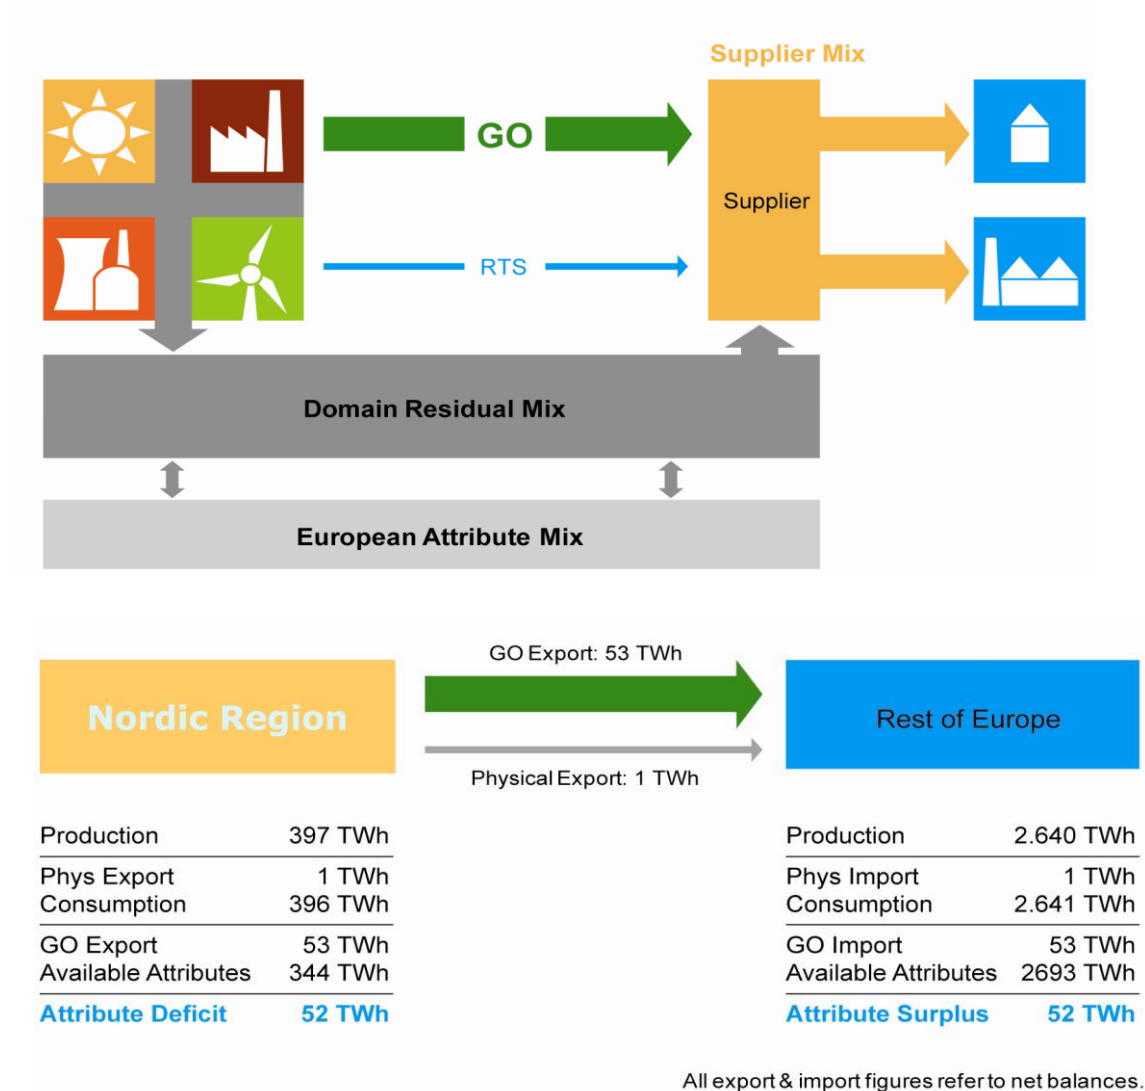 Supplier Mix
GO
Supplier
RTS
Domain Residual Mix
European Attribute Mix
GO Export: 53 TWh
Nordic Region
Rest of Europe
Physical Export: 1 TWh
Production 397 TWh
Phys Export 1 TWh
Consumption 396 TWh
GO Export 53 TWh
Available Attributes 344 TWh
Attribute Deficit 52 TWh
Production 2.640 TWh
Phys Import 1 TWh
Consumption 2.641 TWh
GO Import 53 TWh
Available Attributes 2693 TWh
Attribute Surplus 52 TWh
All export & import figures refer to net balances.